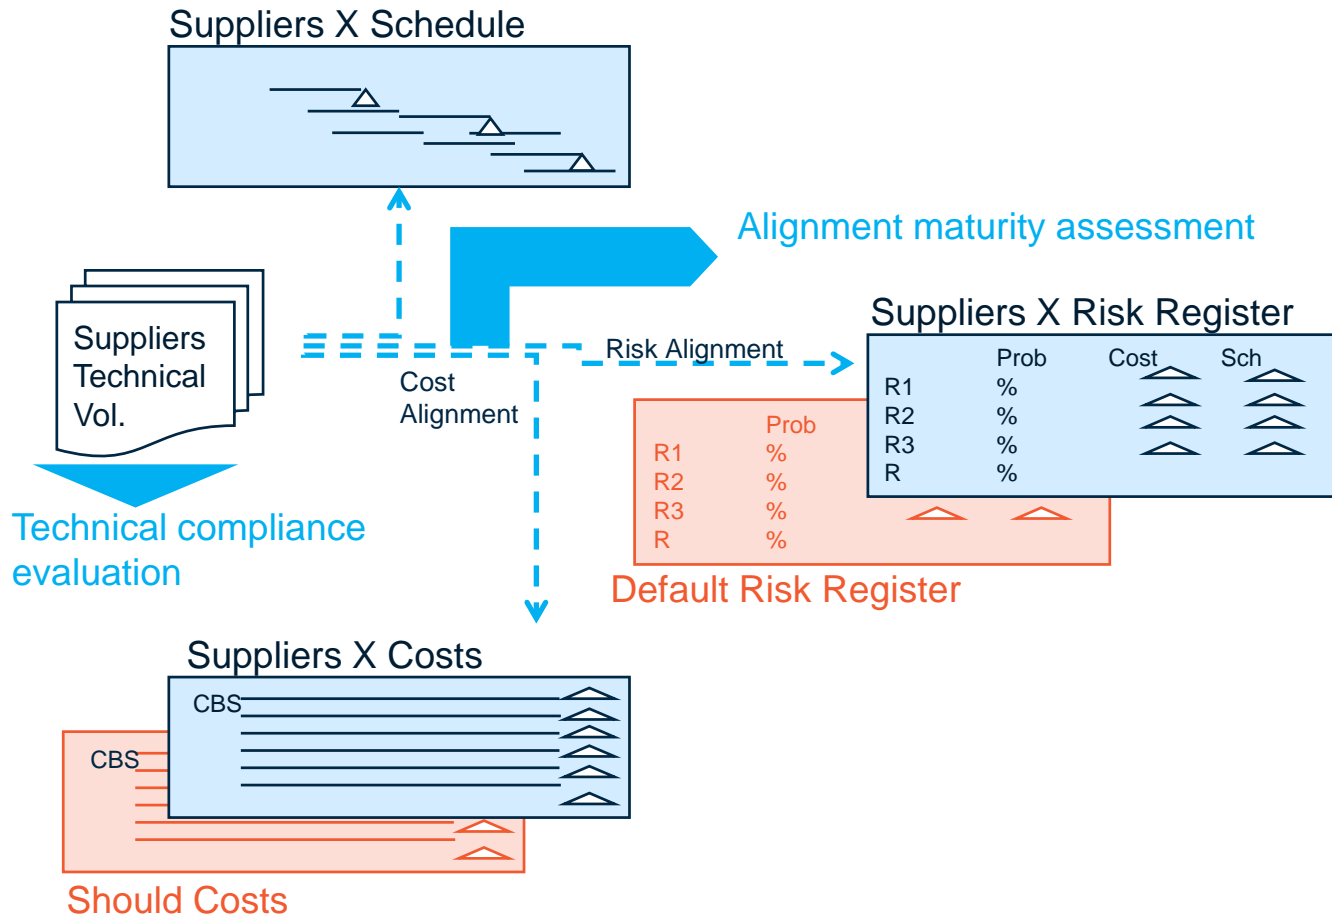 Suppliers X Schedule
Alignment maturity assessment
Suppliers
Technical
Vol.
Risk Alignment
Cost
Alignment
Technical compliance
evaluation
Suppliers X Risk Register
Prob Cost Sch
R1 %
R2 %
R3 %
R %
Prob
R1 %
R2 %
R3 %
R %
Default Risk Register
Suppliers X Costs
CBS
CBS
Should Costs